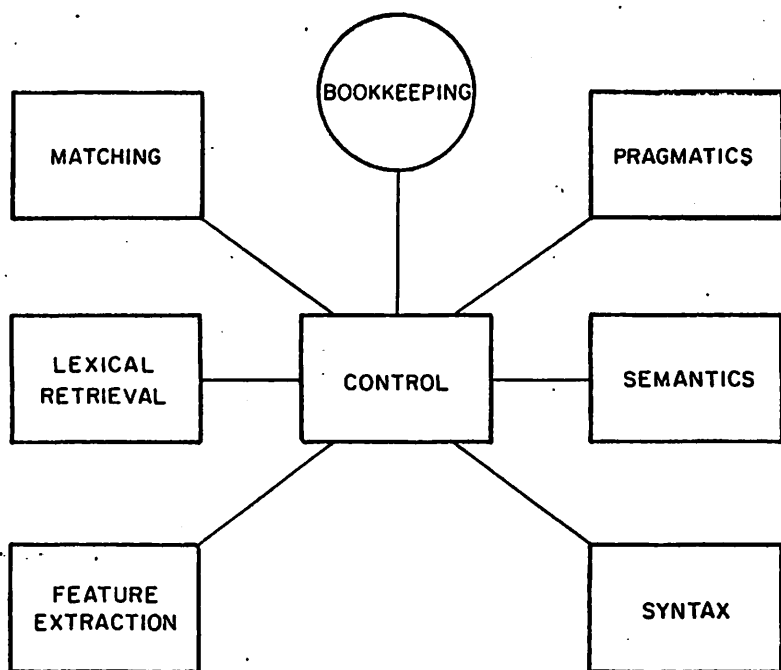 BOOKKEEPING
MATCHING
PRAGMATICS
LEXICAL
RETRIEVAL
CONTROL
SEMANTICS
FEATURE
EXTRACTION
SYNTAX